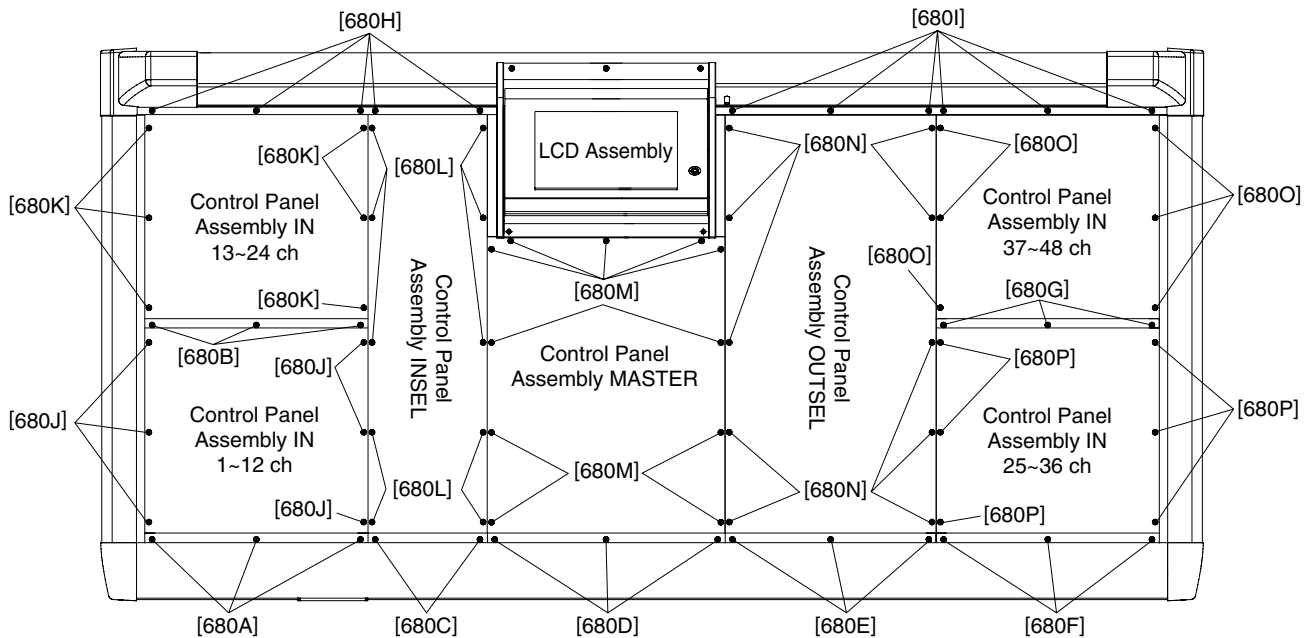 [680H]
[680I]
LCD Assembly
[680K]
[680L]
[680N]
[680O]
[680K]
Control Panel
Assembly IN
13~24 ch
Control Panel
Assembly IN
37~48 ch
[680O]
[680O]
[680K]
[680M]
[680G]
Control Panel
Assembly INSEL
Control Panel
Assembly OUTSEL
[680B]
[680J]
Control Panel
Assembly MASTER
[680P]
[680J]
Control Panel
Assembly IN
1~12 ch
Control Panel
Assembly IN
25~36 ch
[680P]
[680M]
[680L]
[680N]
[680J]
[680P]
[680A]
[680C]
[680D]
[680E]
[680F]